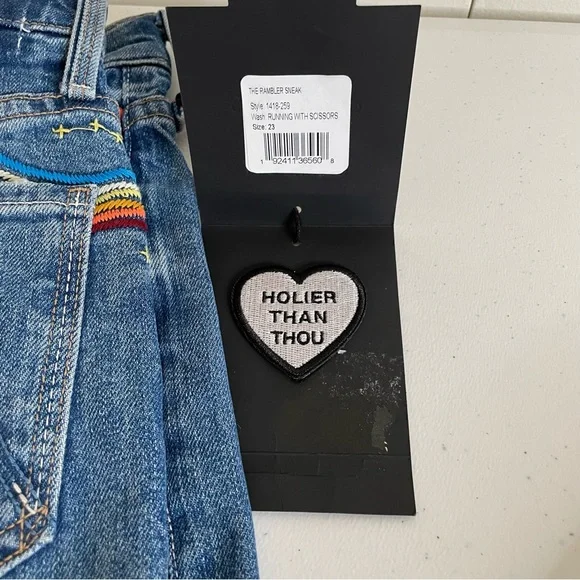 THE RAMBLER SNEAK
Style: 1418-259
Wash: RUNNING WITH SCISSORS
Size: 23
1 92411 36560 8
HOLIER
THAN
THOU